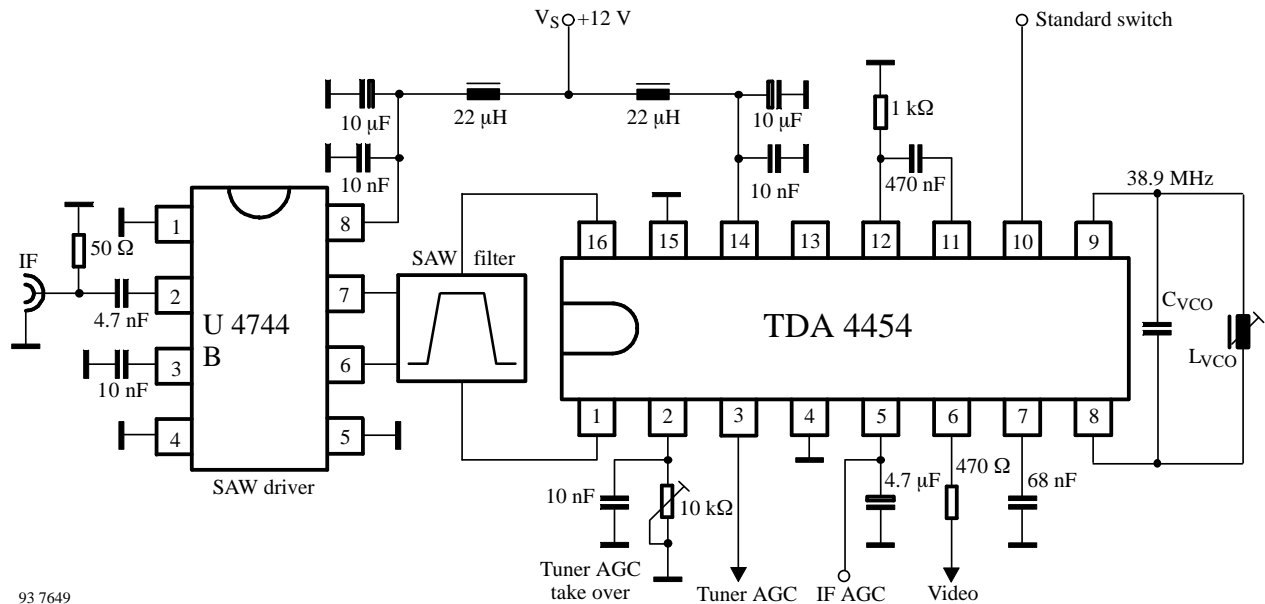 V_S +12 V
Standard switch
10 µF
22 µH
22 µH
10 µF
1 kΩ
10 nF
10 nF
470 nF
38.9 MHz
1
8
50 Ω
IF
SAW filter
16
15
14
13
12
11
10
9
2
7
4.7 nF
U 4744
B
TDA 4454
C_VCO
L_VCO
3
6
10 nF
4
5
SAW driver
1
2
3
4
5
6
7
8
10 nF
10 kΩ
4.7 µF
470 Ω
68 nF
Tuner AGC
take over
Tuner AGC
IF AGC
Video
93 7649